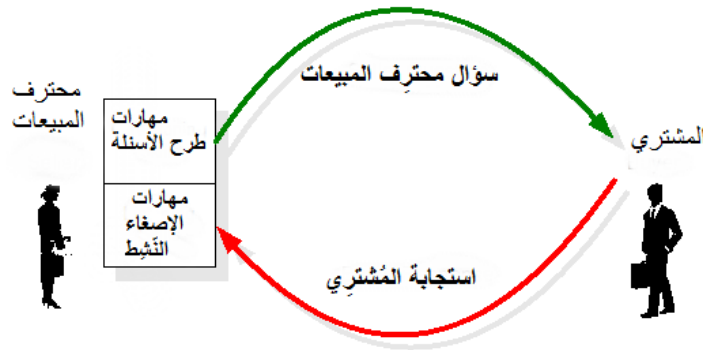 سؤال محترِف المبيعات
محترف
المبيعات
مهارات
طرح الأسئلة
المشتري
مهارات
الإصغاء
النّشِط
استجابة المُشترِي